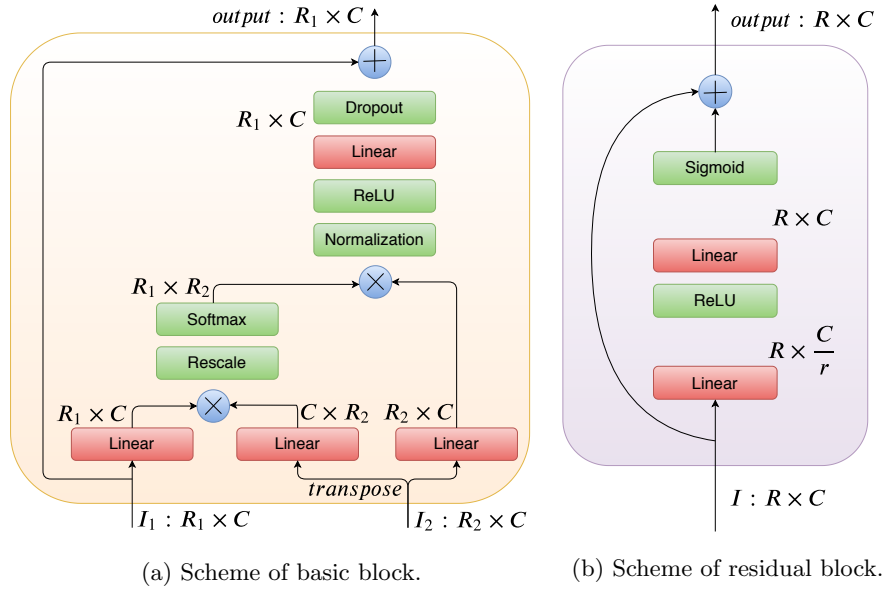 output : R₁ × C
Dropout
R₁ × C
Linear
ReLU
Normalization
R₁ × R₂
Softmax
Rescale
R₁ × C
C × R₂
R₂ × C
Linear
Linear
Linear
transpose
I₁ : R₁ × C
I₂ : R₂ × C
(a) Scheme of basic block.
output : R × C
Sigmoid
R × C
Linear
ReLU
R × C/r
Linear
I : R × C
(b) Scheme of residual block.